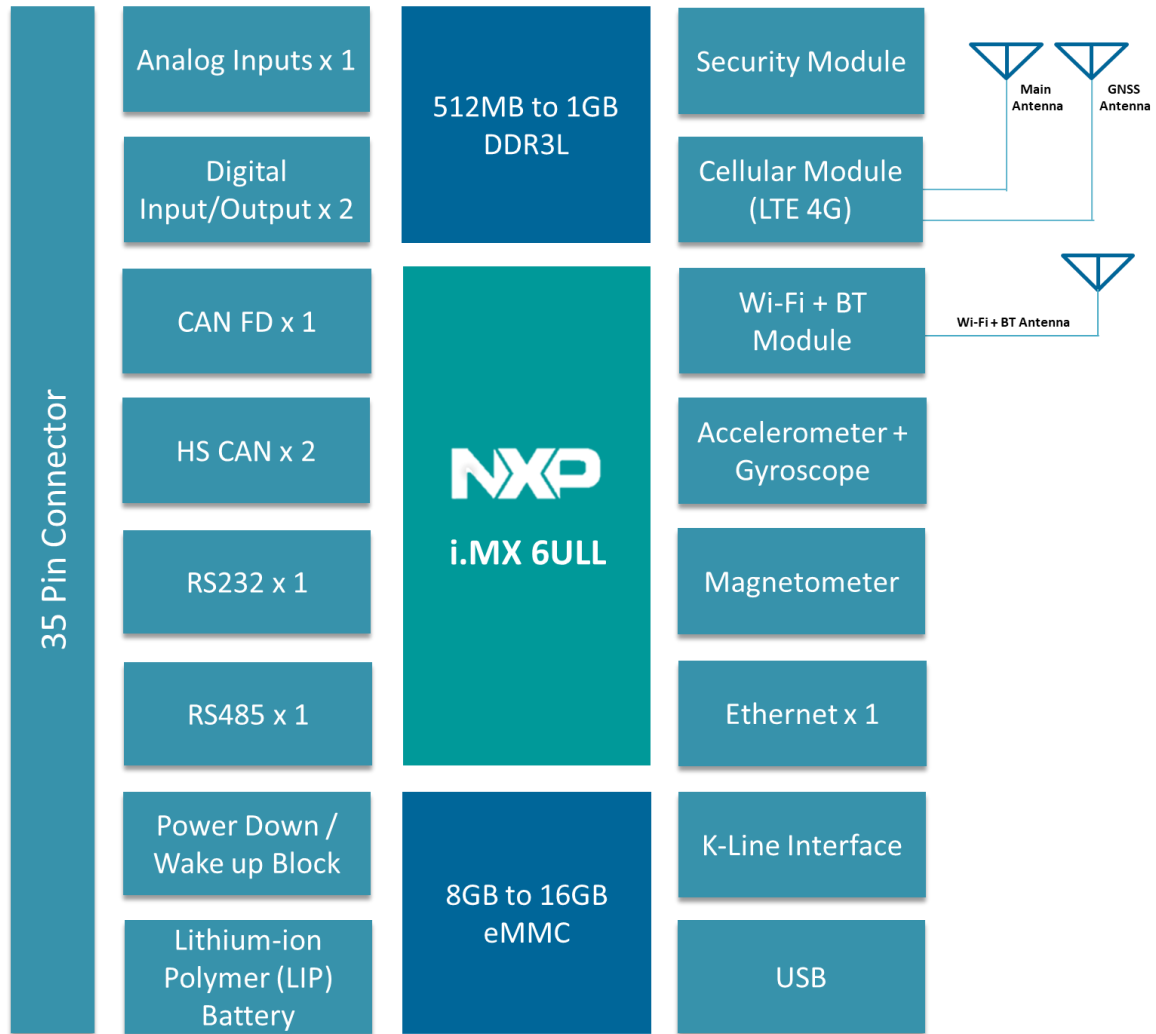 35 Pin Connector
Analog Inputs x 1
Digital
Input/Output x 2
CAN FD x 1
HS CAN x 2
RS232 x 1
RS485 x 1
Power Down /
Wake up Block
Lithium-ion
Polymer (LIP)
Battery
512MB to 1GB
DDR3L
NXP
i.MX 6ULL
8GB to 16GB
eMMC
Security Module
Cellular Module
(LTE 4G)
Wi-Fi + BT
Module
Accelerometer +
Gyroscope
Magnetometer
Ethernet x 1
K-Line Interface
USB
Main
Antenna
GNSS
Antenna
Wi-Fi + BT Antenna